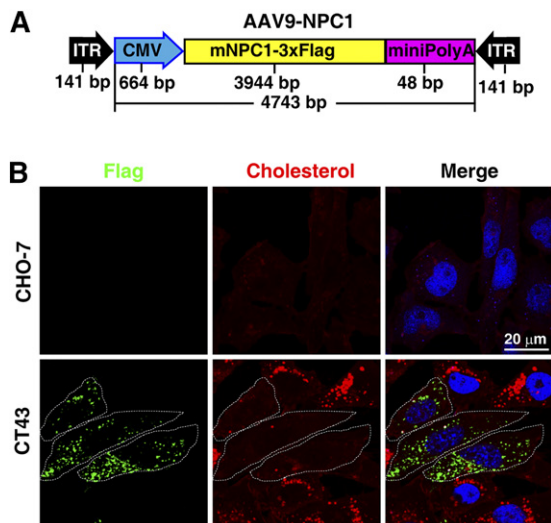 A
AAV9-NPC1
ITR CMV mNPC1-3xFlag miniPolyA ITR
141 bp 664 bp 3944 bp 48 bp 141 bp
4743 bp
B
Flag Cholesterol Merge
CHO-7
20 μm
CT43